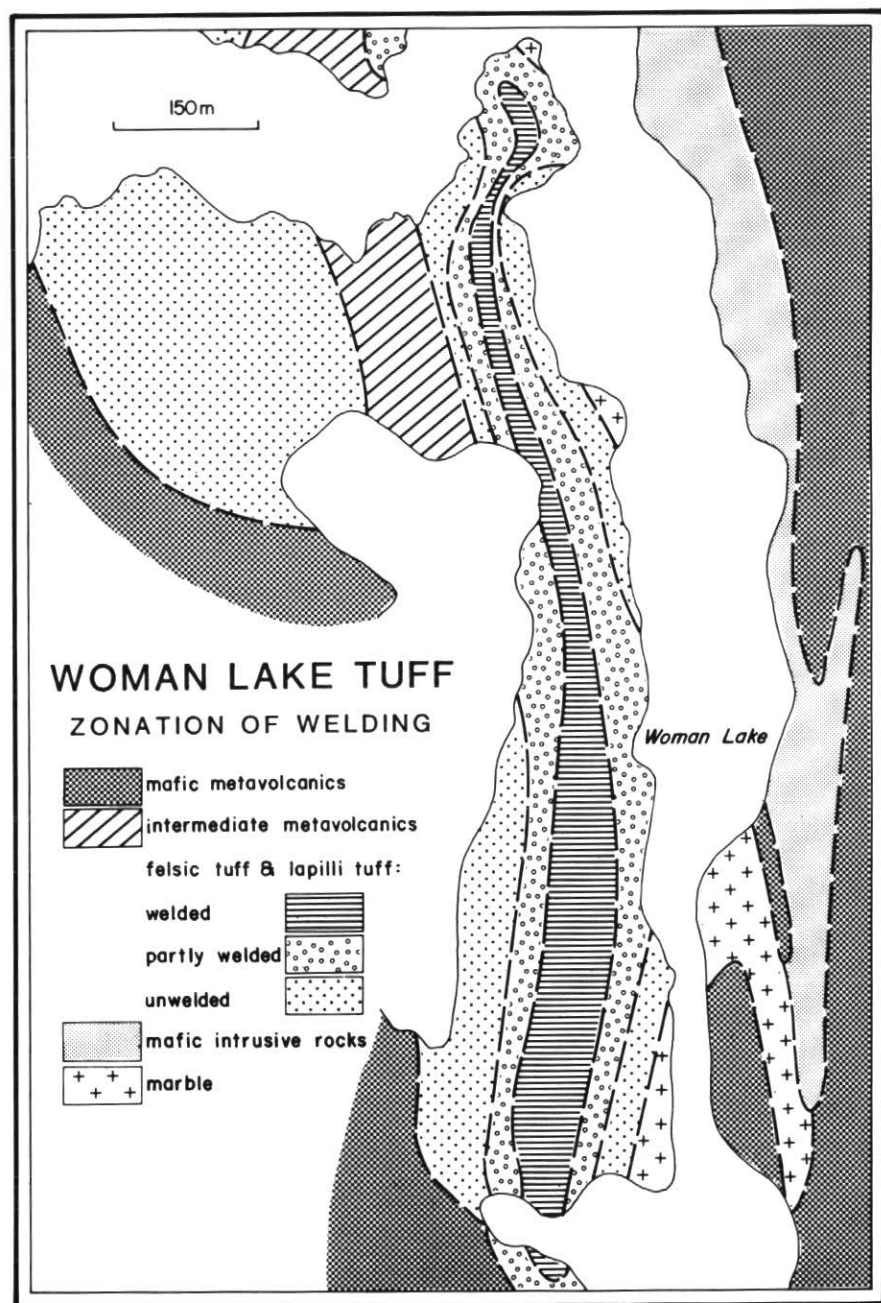 150m
WOMAN LAKE TUFF
ZONATION OF WELDING
Woman Lake
mafic metavolcanics
intermediate metavolcanics
felsic tuff & lapilli tuff:
welded
partly welded
unwelded
mafic intrusive rocks
marble